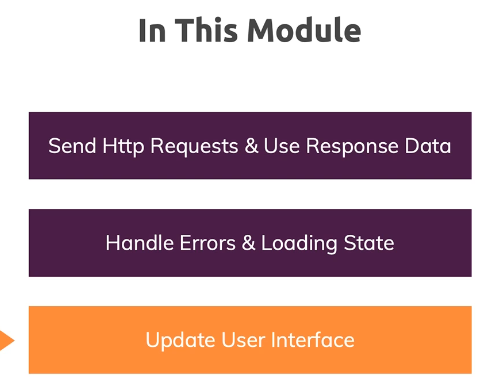 In This Module
Send Http Requests & Use Response Data
Handle Errors & Loading State
Update User Interface